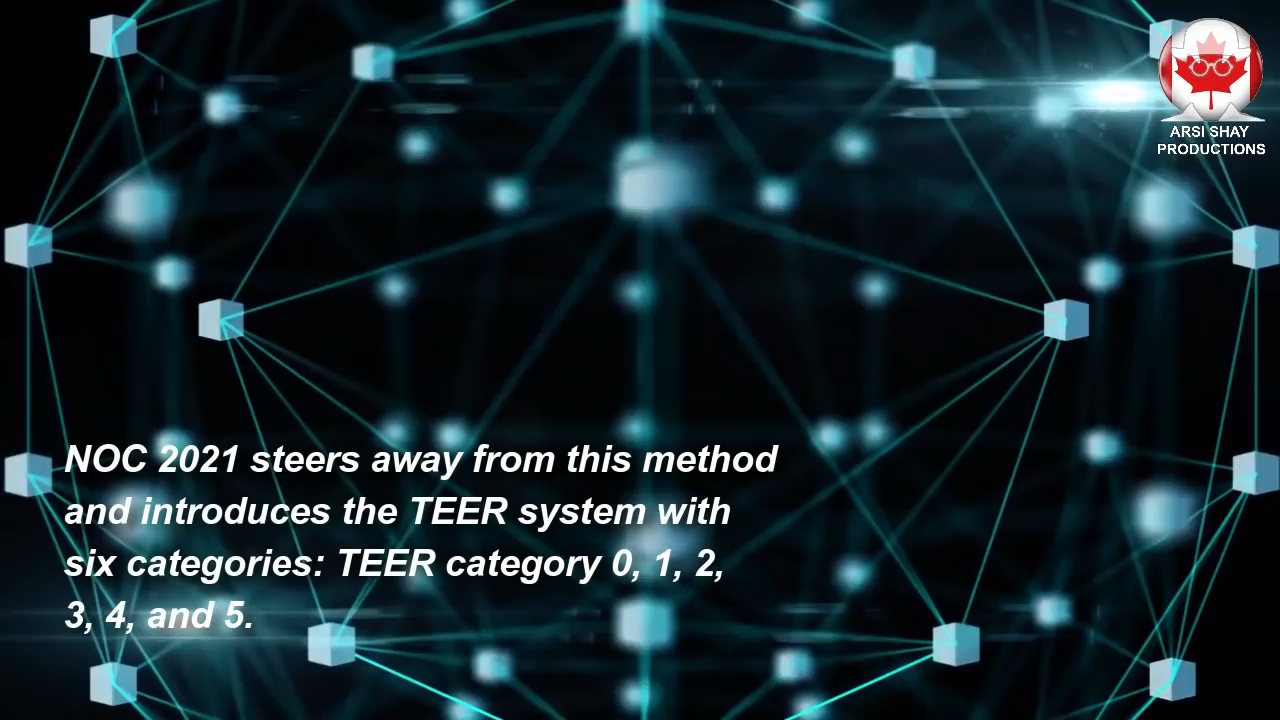 ARSI SHAY
PRODUCTIONS
NOC 2021 steers away from this method
and introduces the TEER system with
six categories: TEER category 0, 1, 2,
3, 4, and 5.